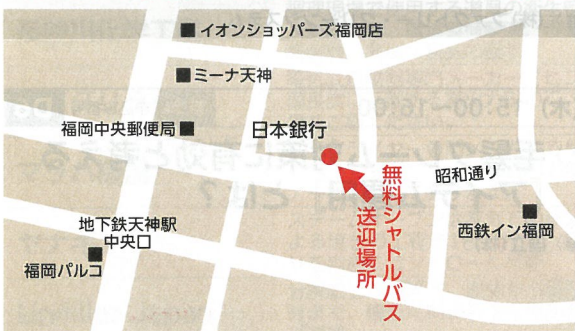 イオンショッパーズ福岡店
ミーナ天神
福岡中央郵便局
日本銀行
昭和通り
無料シャトルバス
送迎場所
西鉄イン福岡
地下鉄天神駅
中央口
福岡パルコ